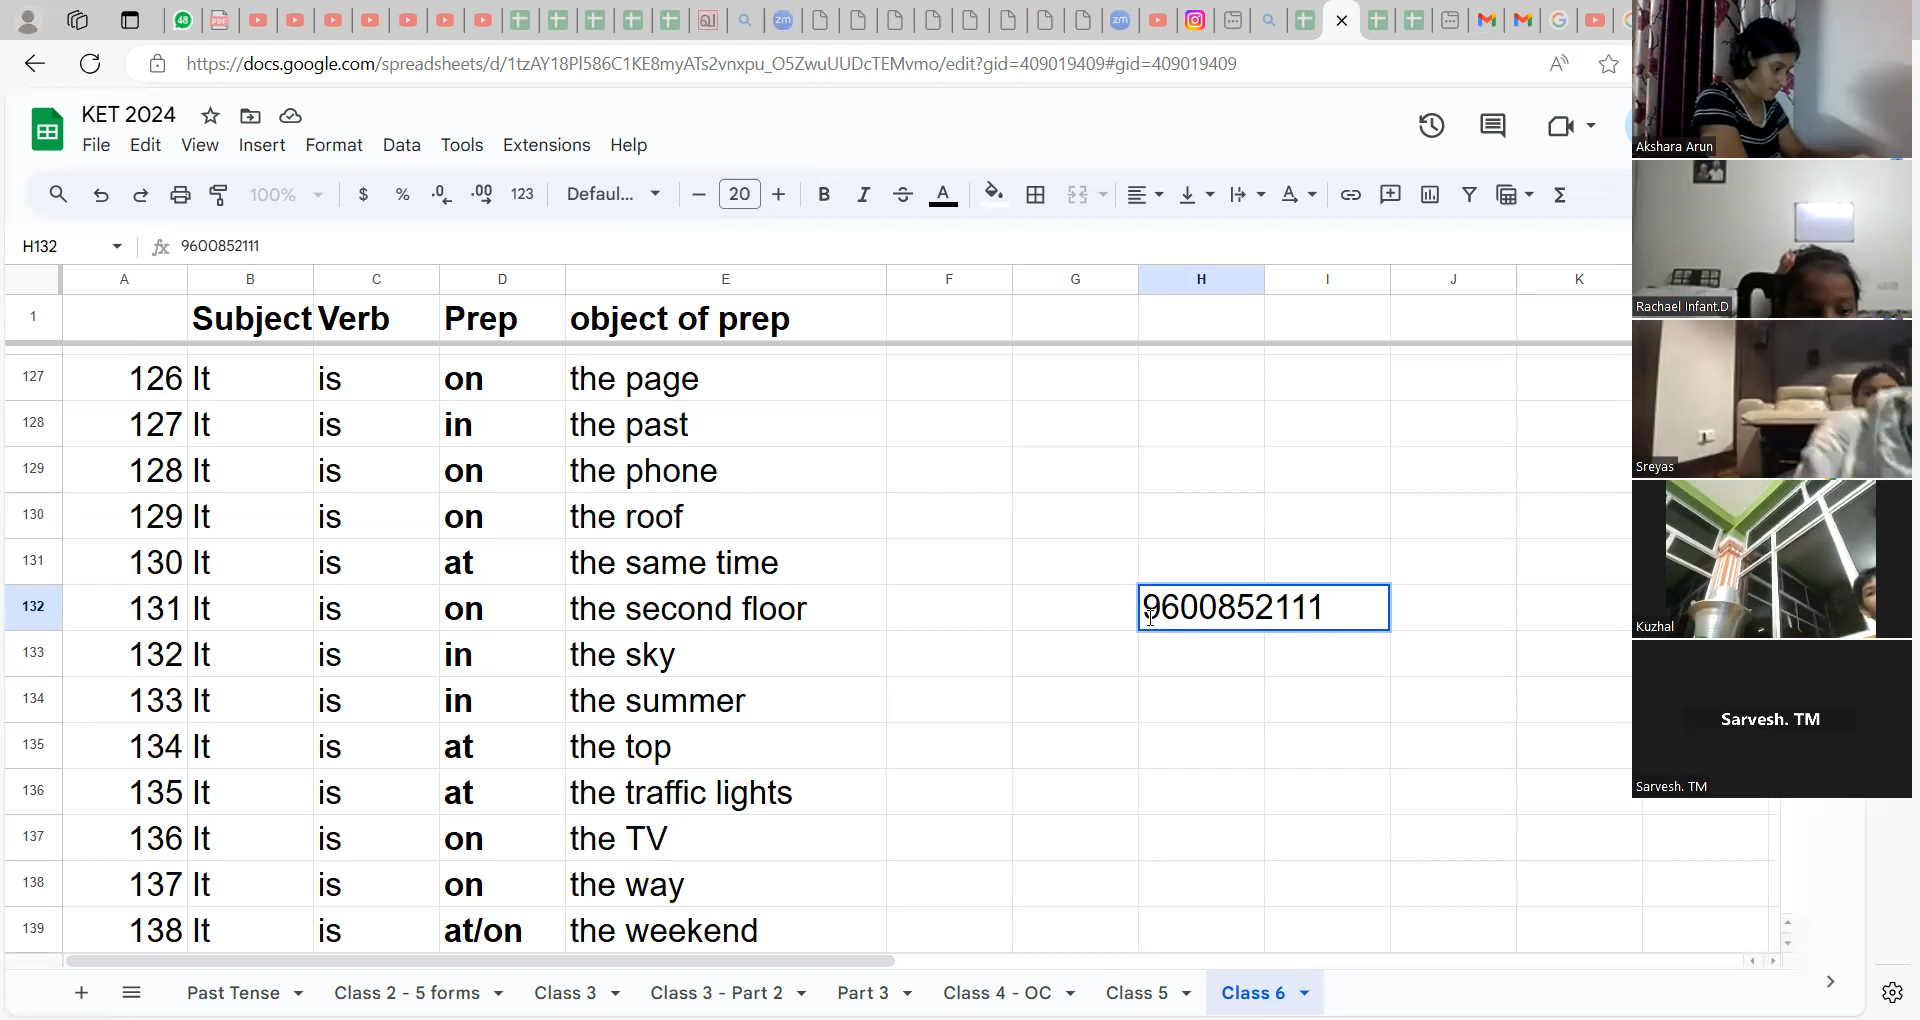 48
zm
zm
https://docs.google.com/spreadsheets/d/1tzAY18Pl586C1KE8myATs2vnxpu_O5ZwuUUDcTEMvmo/edit?gid=409019409#gid=409019409
KET 2024
File Edit View Insert Format Data Tools Extensions Help
100% $ % .0 .00 123 Defaul... 20 B I A Σ
H132 fx 9600852111
A B C D E F G H I J K
1 Subject Verb Prep object of prep
127 126 It is on the page
128 127 It is in the past
129 128 It is on the phone
130 129 It is on the roof
131 130 It is at the same time
132 131 It is on the second floor 9600852111
133 132 It is in the sky
134 133 It is in the summer
135 134 It is at the top
136 135 It is at the traffic lights
137 136 It is on the TV
138 137 It is on the way
139 138 It is at/on the weekend
Past Tense Class 2 - 5 forms Class 3 Class 3 - Part 2 Part 3 Class 4 - OC Class 5 Class 6
Akshara Arun
Rachael Infant.D
Sreyas
Kuzhal
Sarvesh. TM
Sarvesh. TM